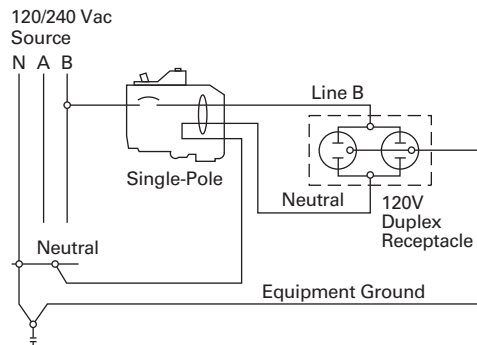 120/240 Vac
Source
N A B
Line B
Single-Pole
Neutral
120V
Duplex
Receptacle
Neutral
Equipment Ground